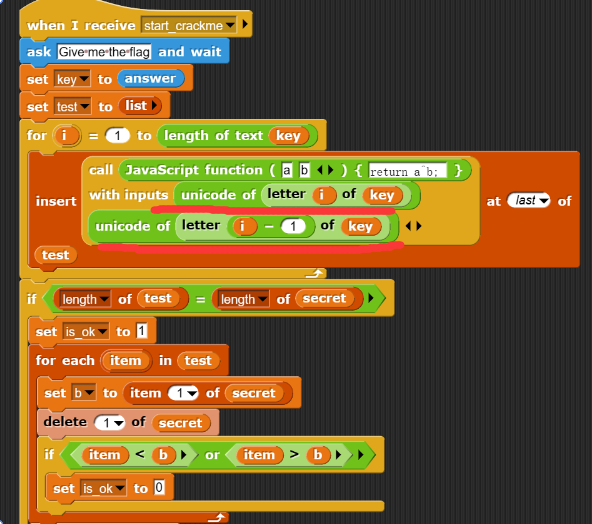 when I receive start_crackme
ask Give me the flag and wait
set key to answer
set test to list
for i = 1 to length of text key
call JavaScript function ( a b ) { return a^b; }
with inputs unicode of letter i of key
insert at last of
unicode of letter i - 1 of key
test
if length of test = length of secret
set is_ok to 1
for each item in test
set b to item 1 of secret
delete 1 of secret
if item < b or item > b
set is_ok to 0